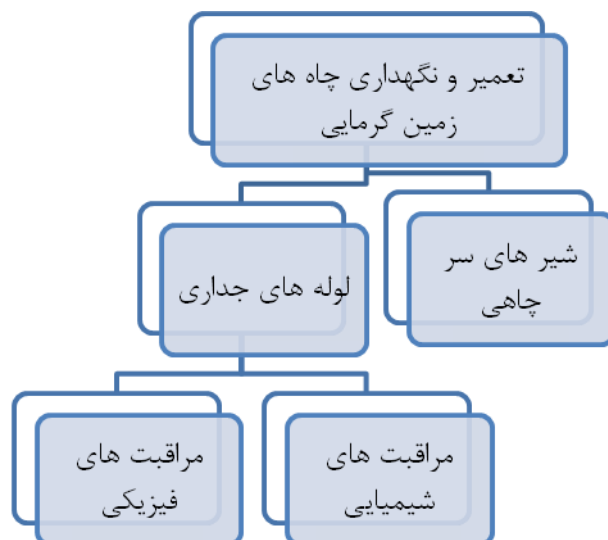 تعمیر و نگهداری چاه های
زمین گرمایی
شیر های سر
چاهی
لوله های جداری
مراقبت های
شیمیایی
مراقبت های
فیزیکی